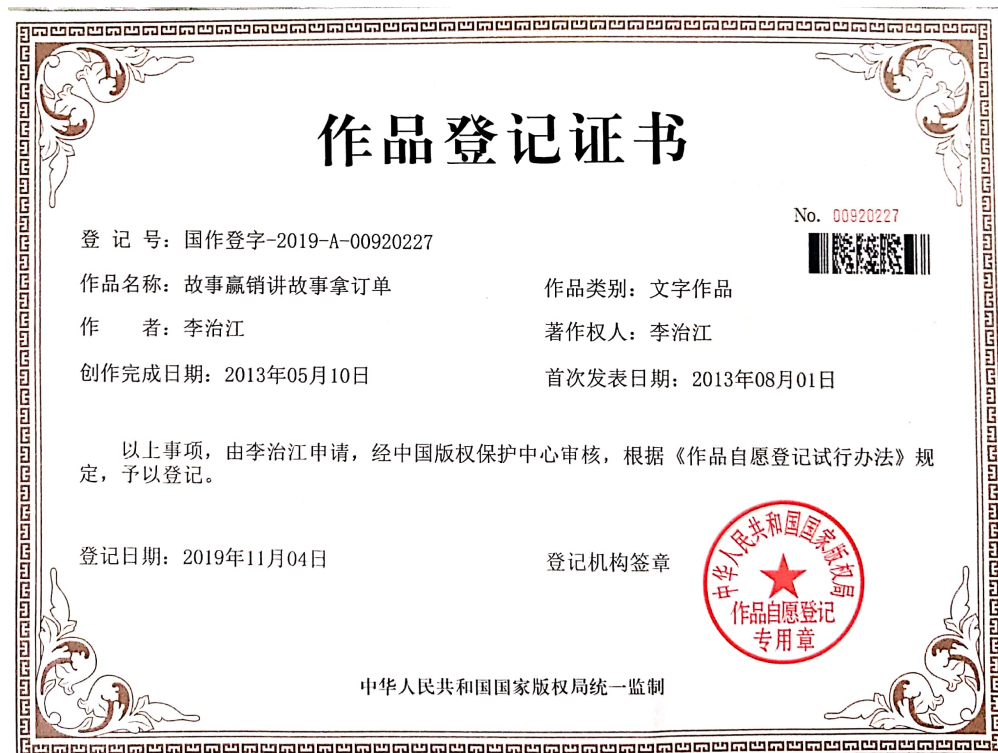 作品登记证书
No. 00920227
登 记 号：国作登字-2019-A-00920227
作品名称：故事赢销讲故事拿订单
作品类别：文字作品
作 者：李治江
著作权人：李治江
创作完成日期：2013年05月10日
首次发表日期：2013年08月01日
以上事项，由李治江申请，经中国版权保护中心审核，根据《作品自愿登记试行办法》规
定，予以登记。
登记日期：2019年11月04日
登记机构签章
中华人民共和国国家版权局
作品自愿登记
专用章
中华人民共和国国家版权局统一监制